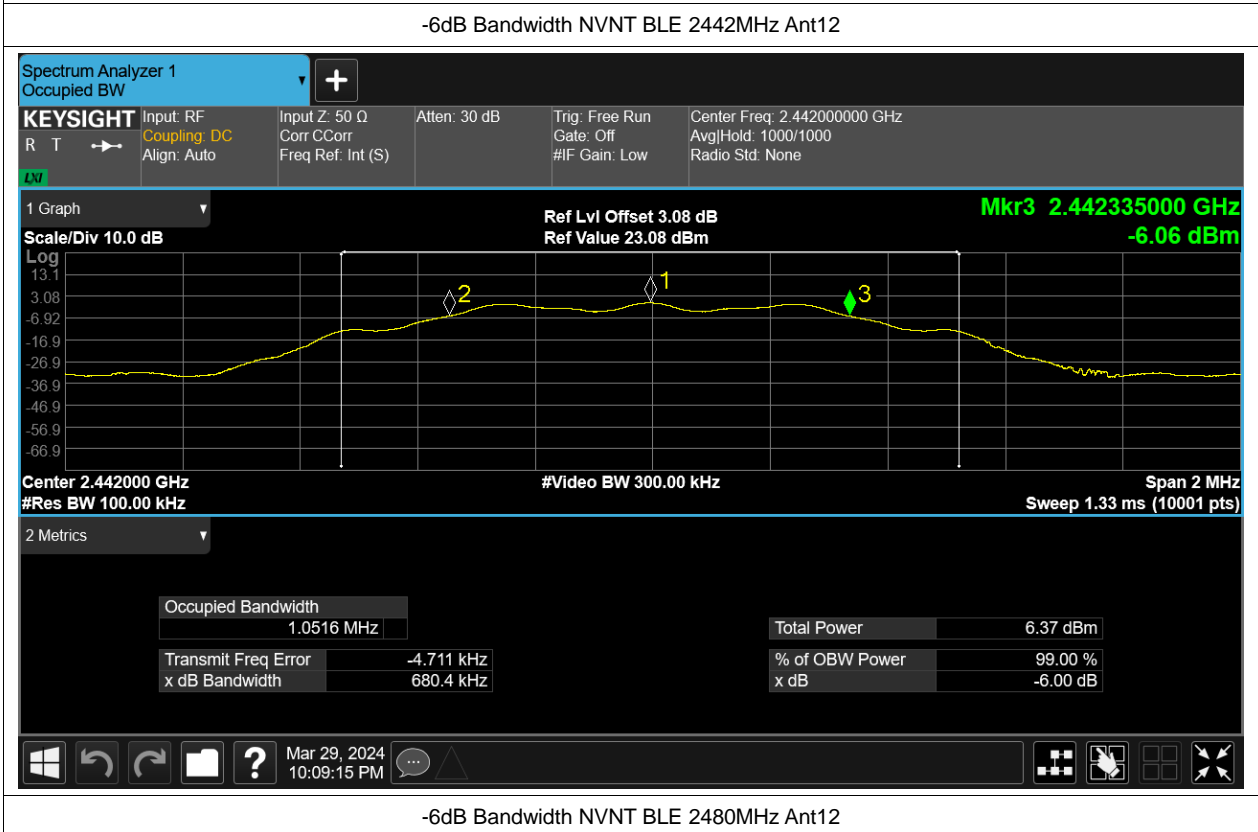 -6dB Bandwidth NVNT BLE 2442MHz Ant12
Spectrum Analyzer 1
Occupied BW
KEYSIGHT
R T
LXI
Input: RF
Coupling: DC
Align: Auto
Input Z: 50 Ω
Corr CCorr
Freq Ref: Int (S)
Atten: 30 dB
Trig: Free Run
Gate: Off
#IF Gain: Low
Center Freq: 2.442000000 GHz
Avg|Hold: 1000/1000
Radio Std: None
1 Graph
Scale/Div 10.0 dB
Ref Lvl Offset 3.08 dB
Ref Value 23.08 dBm
Mkr3 2.442335000 GHz
-6.06 dBm
Log
13.1
3.08
-6.92
-16.9
-26.9
-36.9
-46.9
-56.9
-66.9
2
1
3
Center 2.442000 GHz
#Video BW 300.00 kHz
Span 2 MHz
#Res BW 100.00 kHz
Sweep 1.33 ms (10001 pts)
2 Metrics
Occupied Bandwidth
1.0516 MHz
Transmit Freq Error -4.711 kHz
x dB Bandwidth 680.4 kHz
Total Power 6.37 dBm
% of OBW Power 99.00 %
x dB -6.00 dB
Mar 29, 2024
10:09:15 PM
-6dB Bandwidth NVNT BLE 2480MHz Ant12